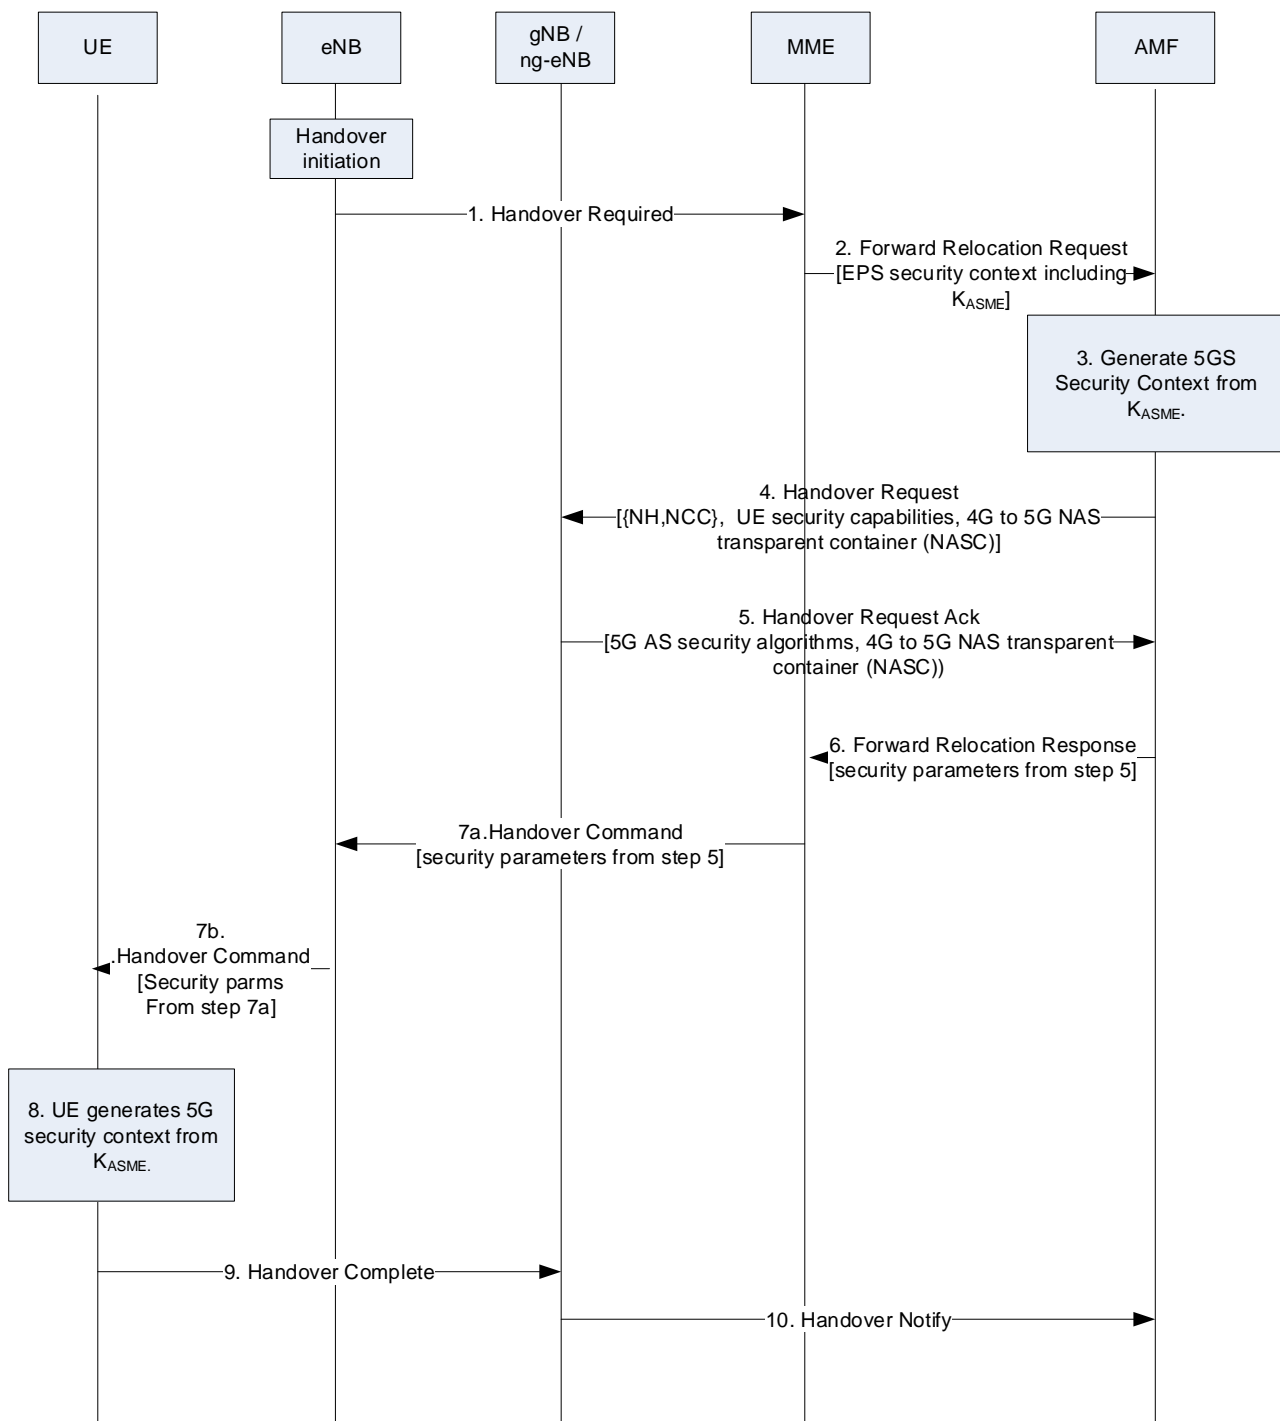 UE
eNB
gNB /
ng-eNB
MME
AMF
Handover
initiation
1. Handover Required
2. Forward Relocation Request
[EPS security context including
KASME]
3. Generate 5GS
Security Context from
KASME.
4. Handover Request
[{NH,NCC}, UE security capabilities, 4G to 5G NAS
transparent container (NASC)]
5. Handover Request Ack
[5G AS security algorithms, 4G to 5G NAS transparent
container (NASC))
6. Forward Relocation Response
[security parameters from step 5]
7a.Handover Command
[security parameters from step 5]
7b.
.Handover Command
[Security parms
From step 7a]
8. UE generates 5G
security context from
KASME.
9. Handover Complete
10. Handover Notify